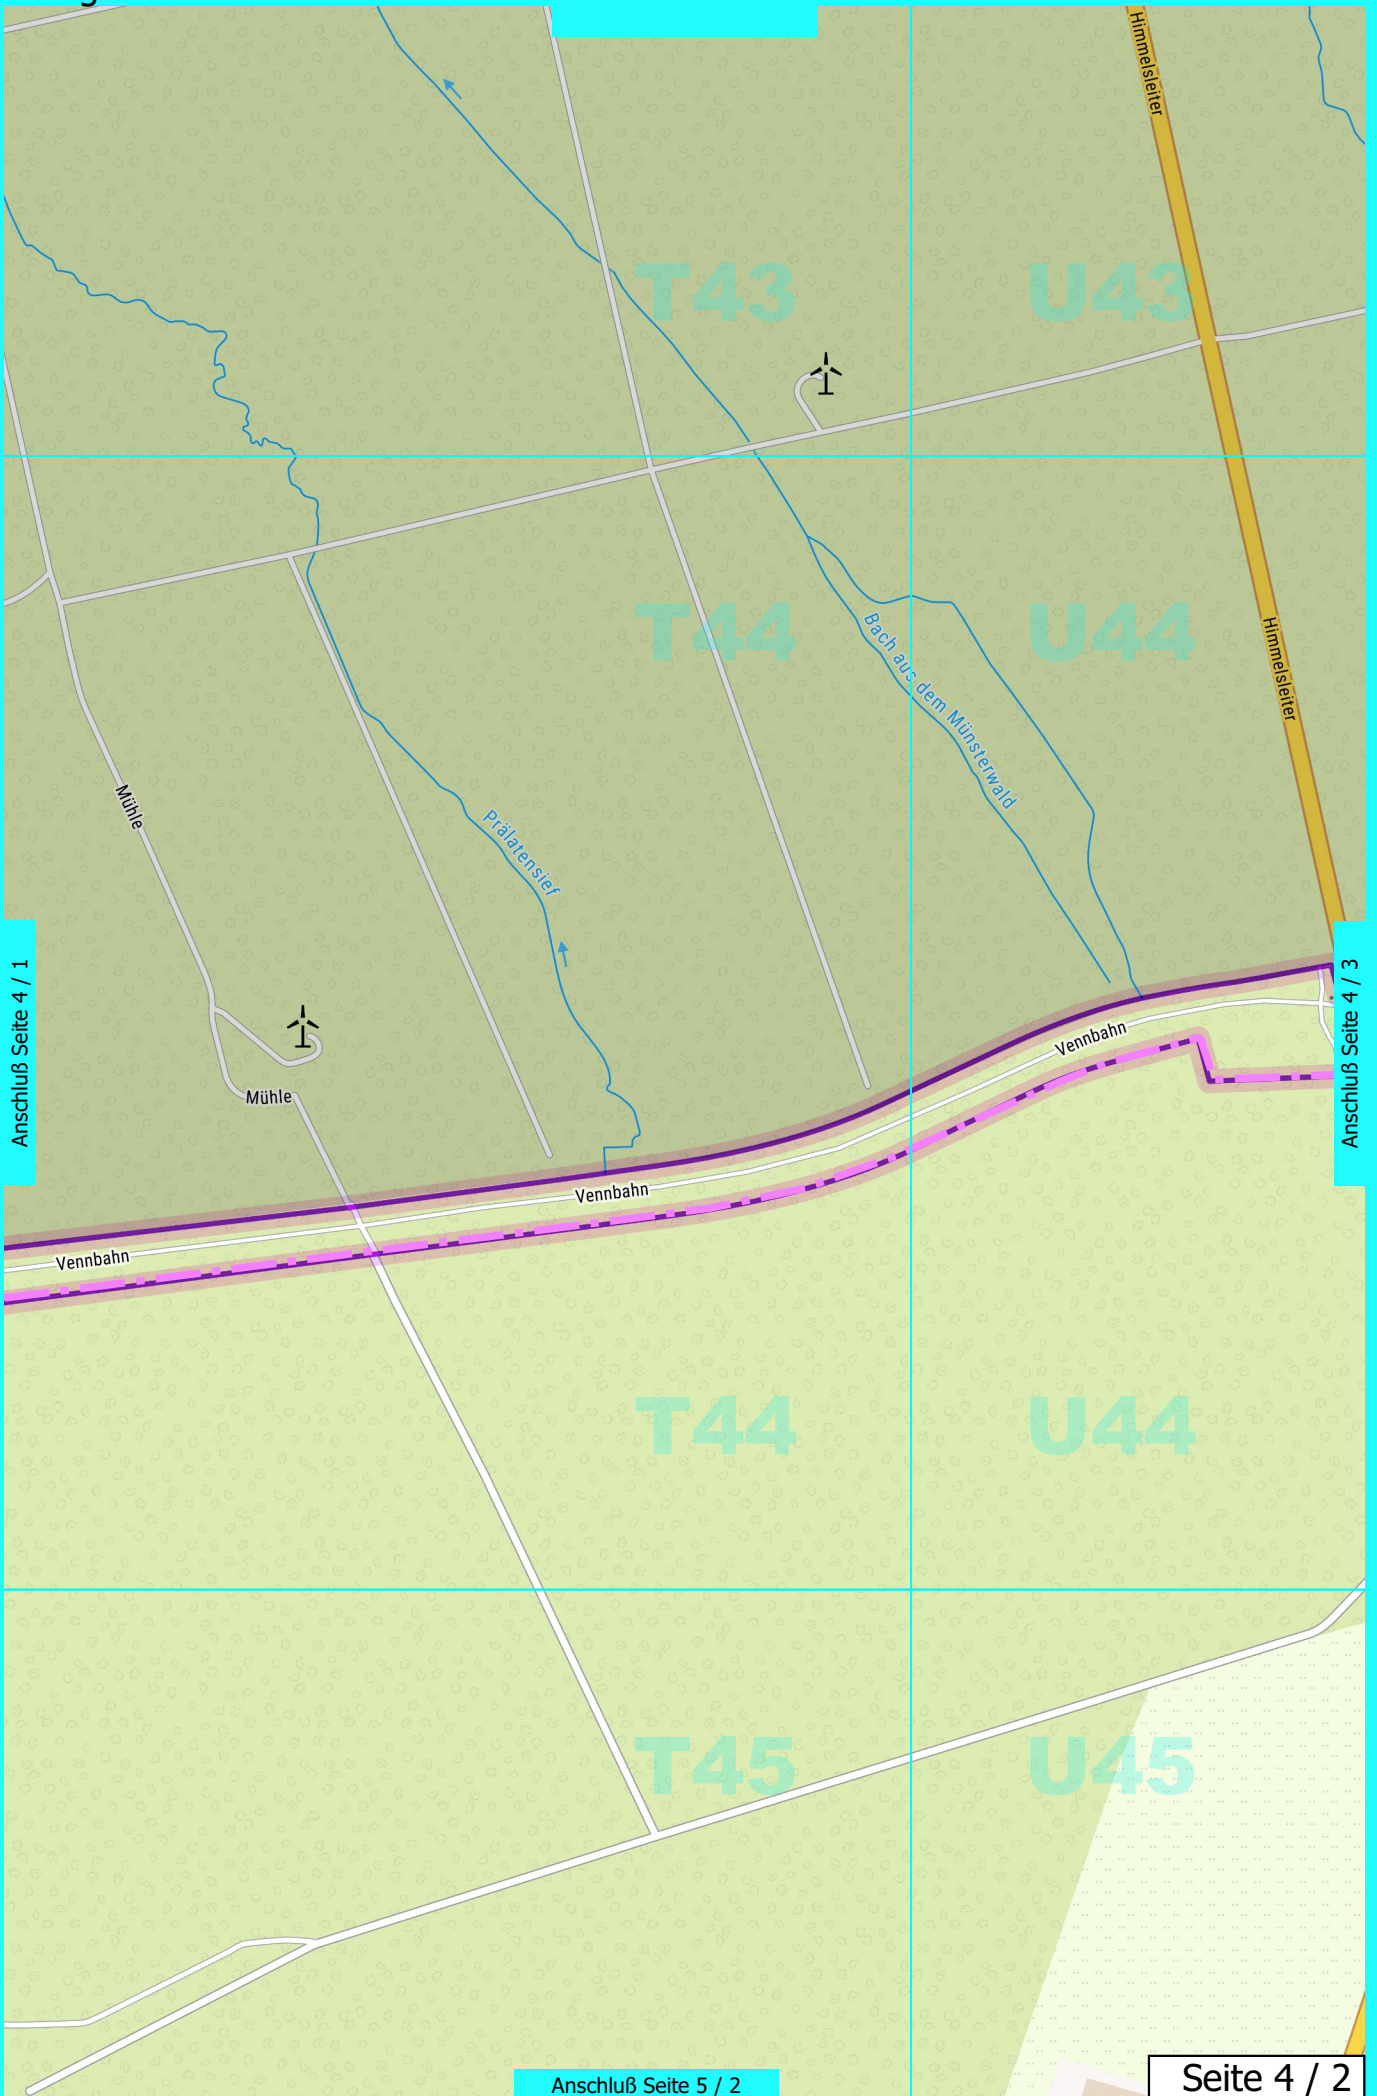 Himmelsleiter
T43
U43
T44
U44
Bach aus dem Münsterwald
Himmelsleiter
Mühle
Prälatensief
Anschluß Seite 4 / 1
Anschluß Seite 4 / 3
Mühle
Vennbahn
Vennbahn
Vennbahn
T44
U44
T45
U45
Anschluß Seite 5 / 2
Seite 4 / 2